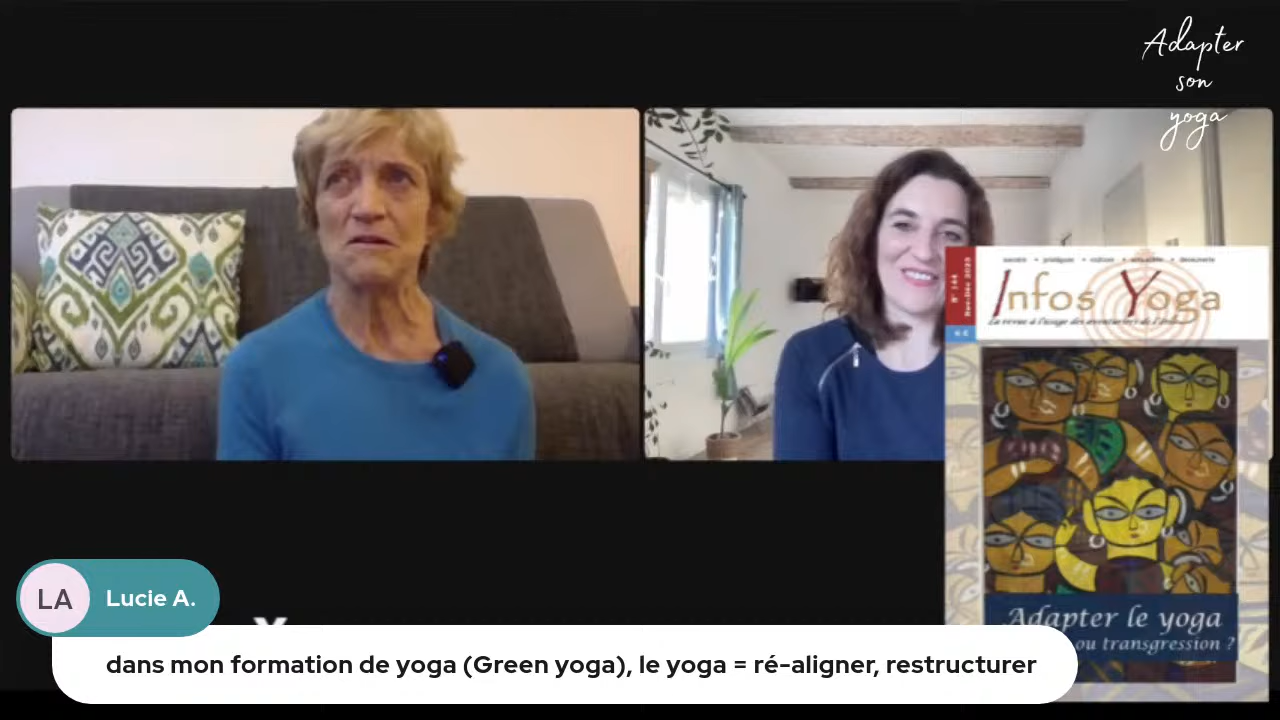 Adapter
son
yoga
Infos Yoga
Adapter le yoga
ou transgression ?
LA
Lucie A.
dans mon formation de yoga (Green yoga), le yoga = ré-aligner, restructurer